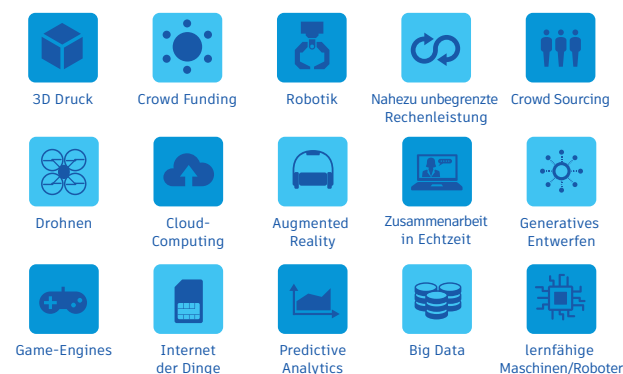 3D Druck
Crowd Funding
Robotik
Nahezu unbegrenzte
Rechenleistung
Crowd Sourcing
Drohnen
Cloud-
Computing
Augmented
Reality
Zusammenarbeit
in Echtzeit
Generatives
Entwerfen
Game-Engines
Internet
der Dinge
Predictive
Analytics
Big Data
lernfähige
Maschinen/Roboter